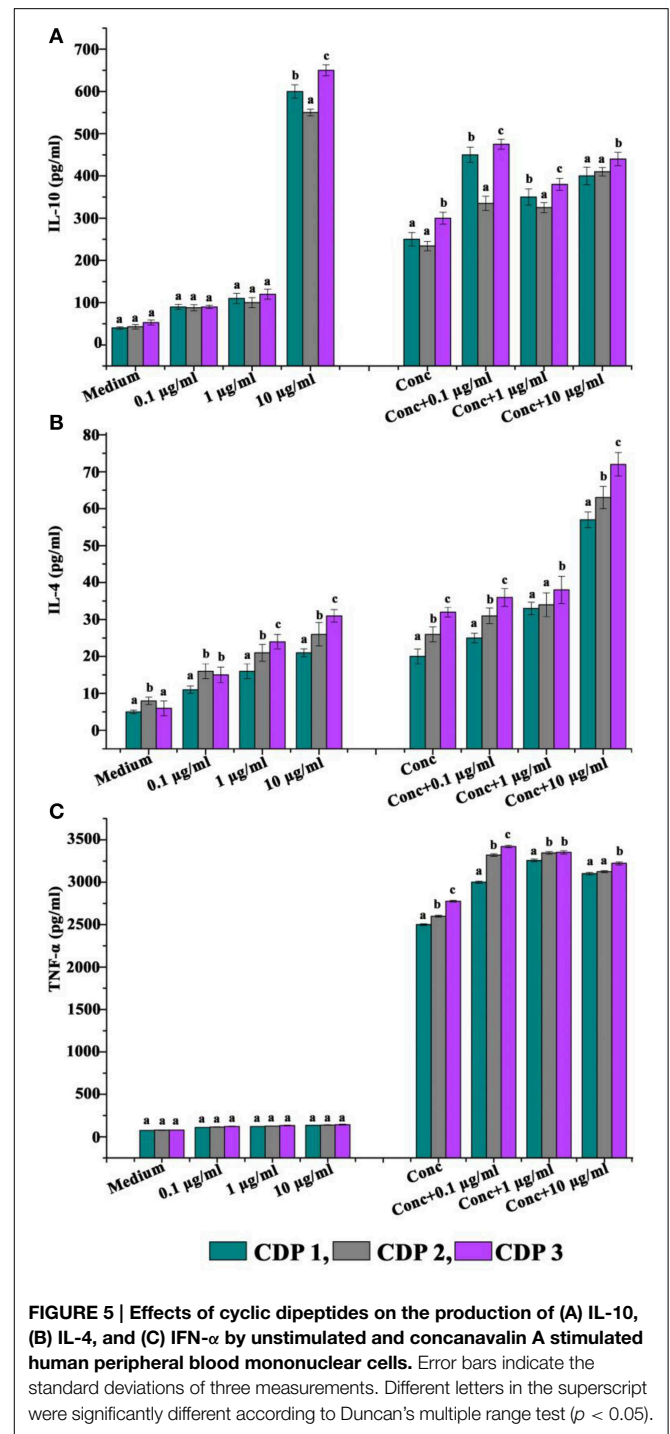 A
IL-10 (pg/ml)
700
600
500
400
300
200
100
0
a a a
a a a
a a a
b a c
a a b
b a c
b a c
a a b
Medium
0.1 µg/ml
1 µg/ml
10 µg/ml
Conc
Conc+0.1 µg/ml
Conc+1 µg/ml
Conc+10 µg/ml
B
IL-4 (pg/ml)
80
70
60
50
40
30
20
10
0
a b a
a b b
a b c
a b c
a b c
a b c
a a b
a b c
Medium
0.1 µg/ml
1 µg/ml
10 µg/ml
Conc
Conc+0.1 µg/ml
Conc+1 µg/ml
Conc+10 µg/ml
C
TNF-α (pg/ml)
3500
3000
2500
2000
1500
1000
500
0
a a a
a a a
a a a
a a a
a b c
a b c
a b b
a a b
Medium
0.1 µg/ml
1 µg/ml
10 µg/ml
Conc
Conc+0.1 µg/ml
Conc+1 µg/ml
Conc+10 µg/ml
CDP 1, CDP 2, CDP 3
FIGURE 5 | Effects of cyclic dipeptides on the production of (A) IL-10,
(B) IL-4, and (C) IFN-α by unstimulated and concanavalin A stimulated
human peripheral blood mononuclear cells. Error bars indicate the
standard deviations of three measurements. Different letters in the superscript
were significantly different according to Duncan's multiple range test (p < 0.05).